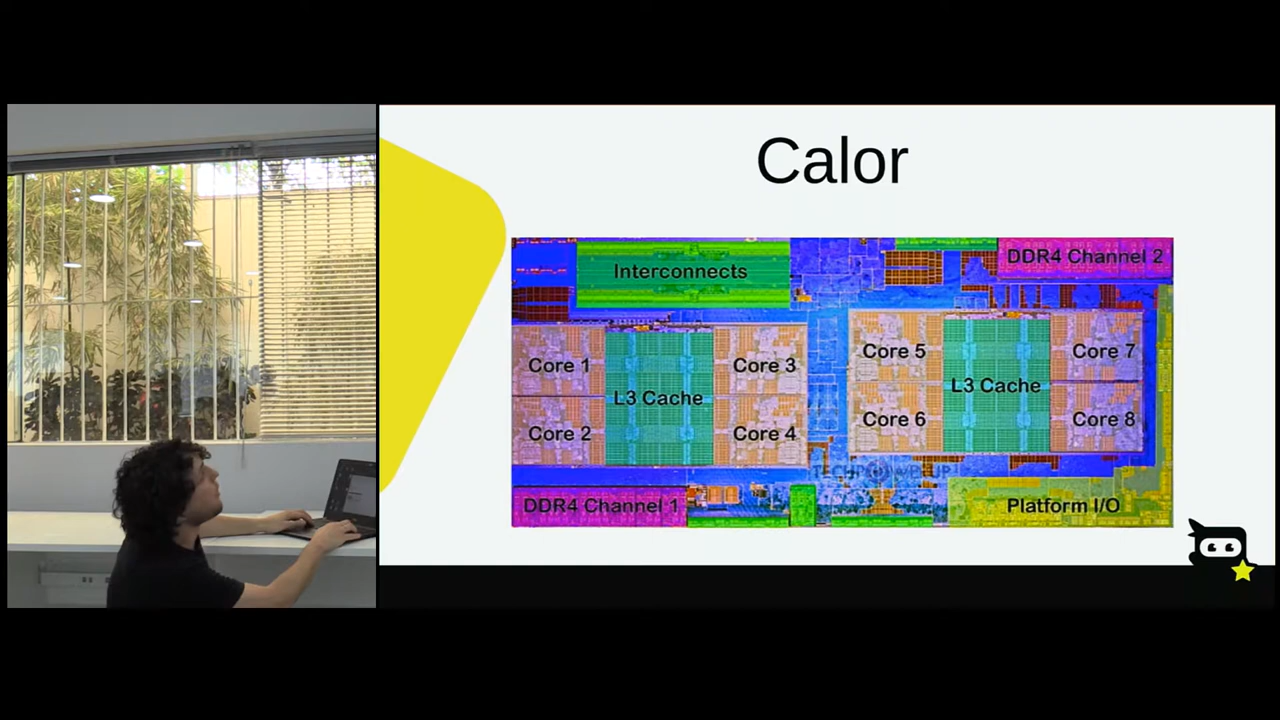 Calor
Interconnects
DDR4 Channel 2
Core 1
Core 3
Core 5
Core 7
L3 Cache
L3 Cache
Core 2
Core 4
Core 6
Core 8
TECHPOWERUP
DDR4 Channel 1
Platform I/O